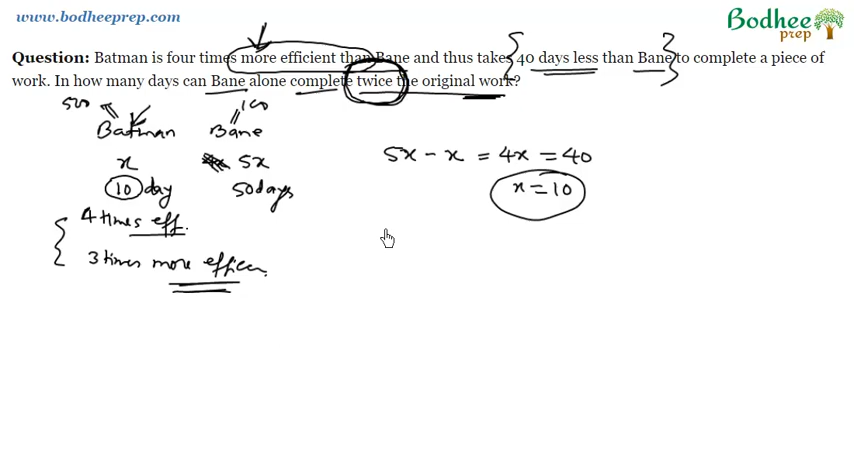 www.bodheeprep.com
Bodhee
prep
Question: Batman is four times more efficient than Bane and thus takes 40 days less than Bane to complete a piece of
work. In how many days can Bane alone complete twice the original work?
500 100
Batman Bane
x 5x
10 day 50 days
5x - x = 4x = 40
x = 10
4 times eff.
3 times more efficen.